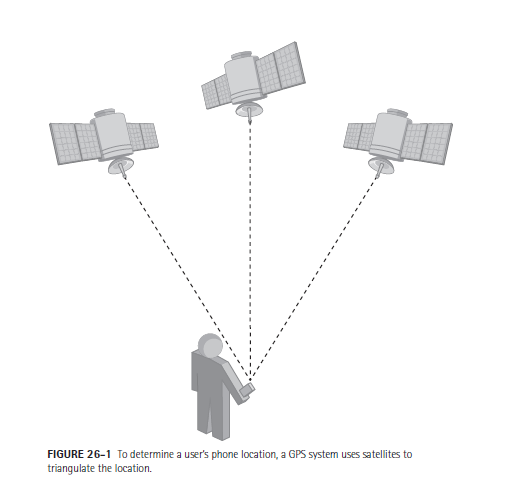 FIGURE 26-1 To determine a user's phone location, a GPS system uses satellites to
triangulate the location.